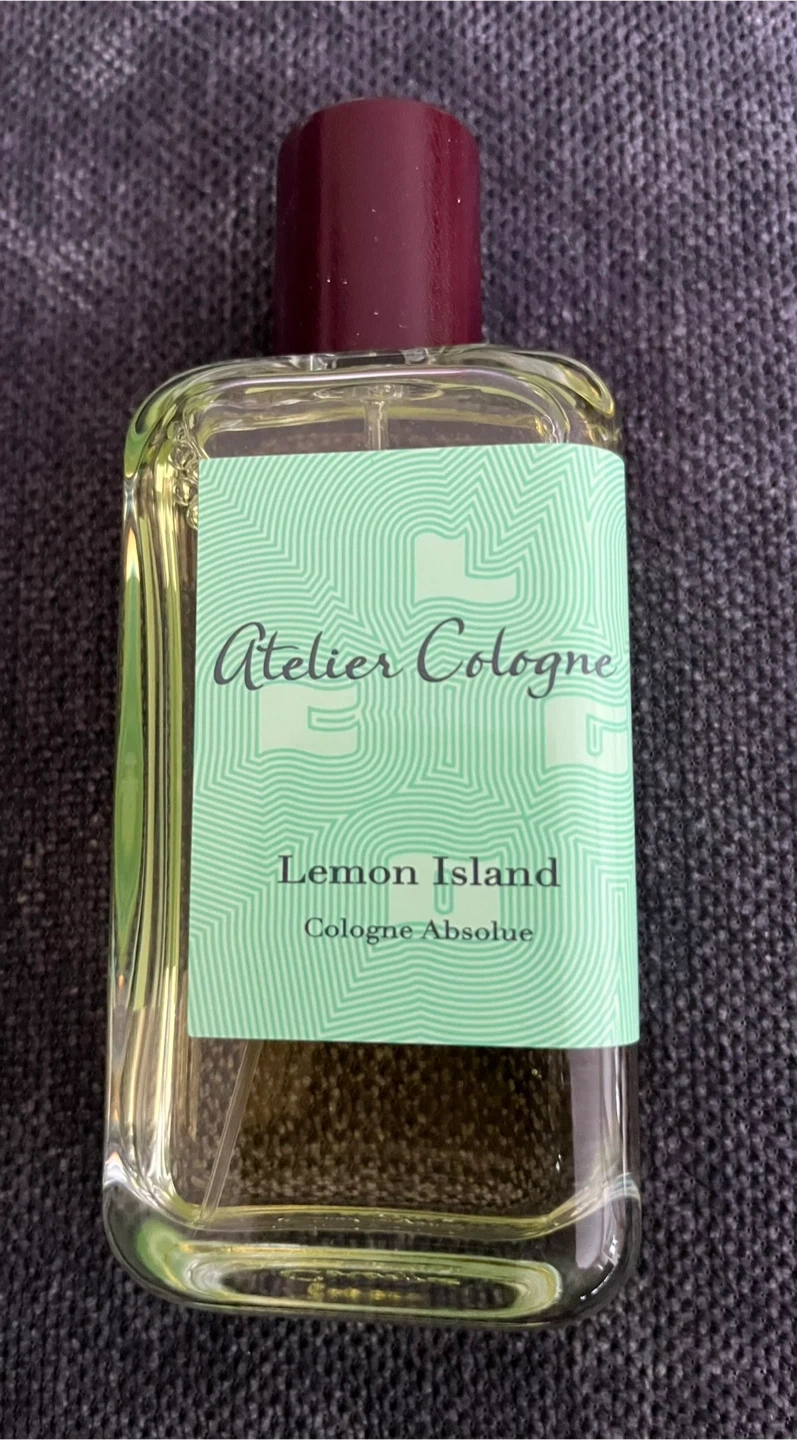 Atelier Cologne
Lemon Island
Cologne Absolue